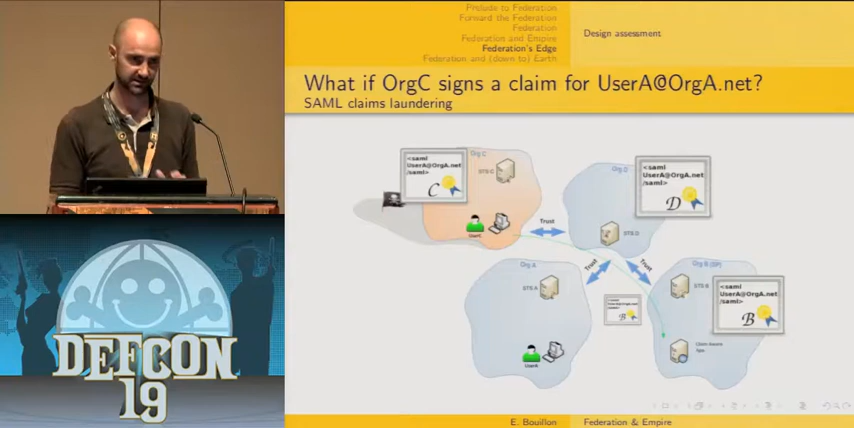 Prelude to Federation
Forward the Federation
Federation
Federation and Empire
Federation's Edge
Federation and (down to) Earth
Design assessment
What if OrgC signs a claim for UserA@OrgA.net?
SAML claims laundering
<saml
UserA@OrgA.net
/saml>
C
Org C
STS C
UserC
Trust
Org D
STS D
<saml
UserA@OrgA.net
/saml>
D
Org A
STS A
UserA
Trust
Trust
B
Org B (SP)
STS B
<saml
UserA@OrgA.net
/saml>
B
Claim Aware
App
DEFCON
19
E. Bouillon
Federation & Empire